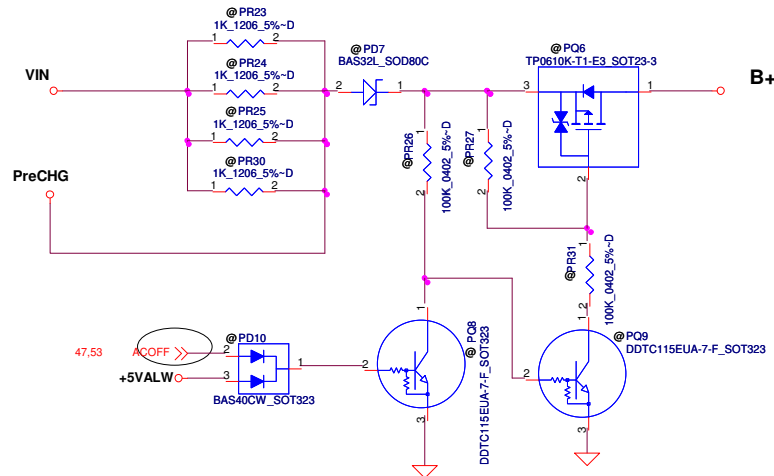 @PR23
1K_1206_5%~D
1 2
@PR24
1K_1206_5%~D
1 2
@PR25
1K_1206_5%~D
1 2
@PR30
1K_1206_5%~D
1 2
VIN
PreCHG
@PD7
BAS32L_SOD80C
2 1
@PQ6
TP0610K-T1-E3_SOT23-3
3 1
2
B+
1
@PR26
2
100K_0402_5%~D
1
@PR27
2
100K_0402_5%~D
1
@PR31
2
100K_0402_5%~D
47,53 ACOFF
+5VALW
@PD10
2
3
1
BAS40CW_SOT323
1
2
3
@PQ8
DDTC115EUA-7-F_SOT323
1
2
3
@PQ9
DDTC115EUA-7-F_SOT323